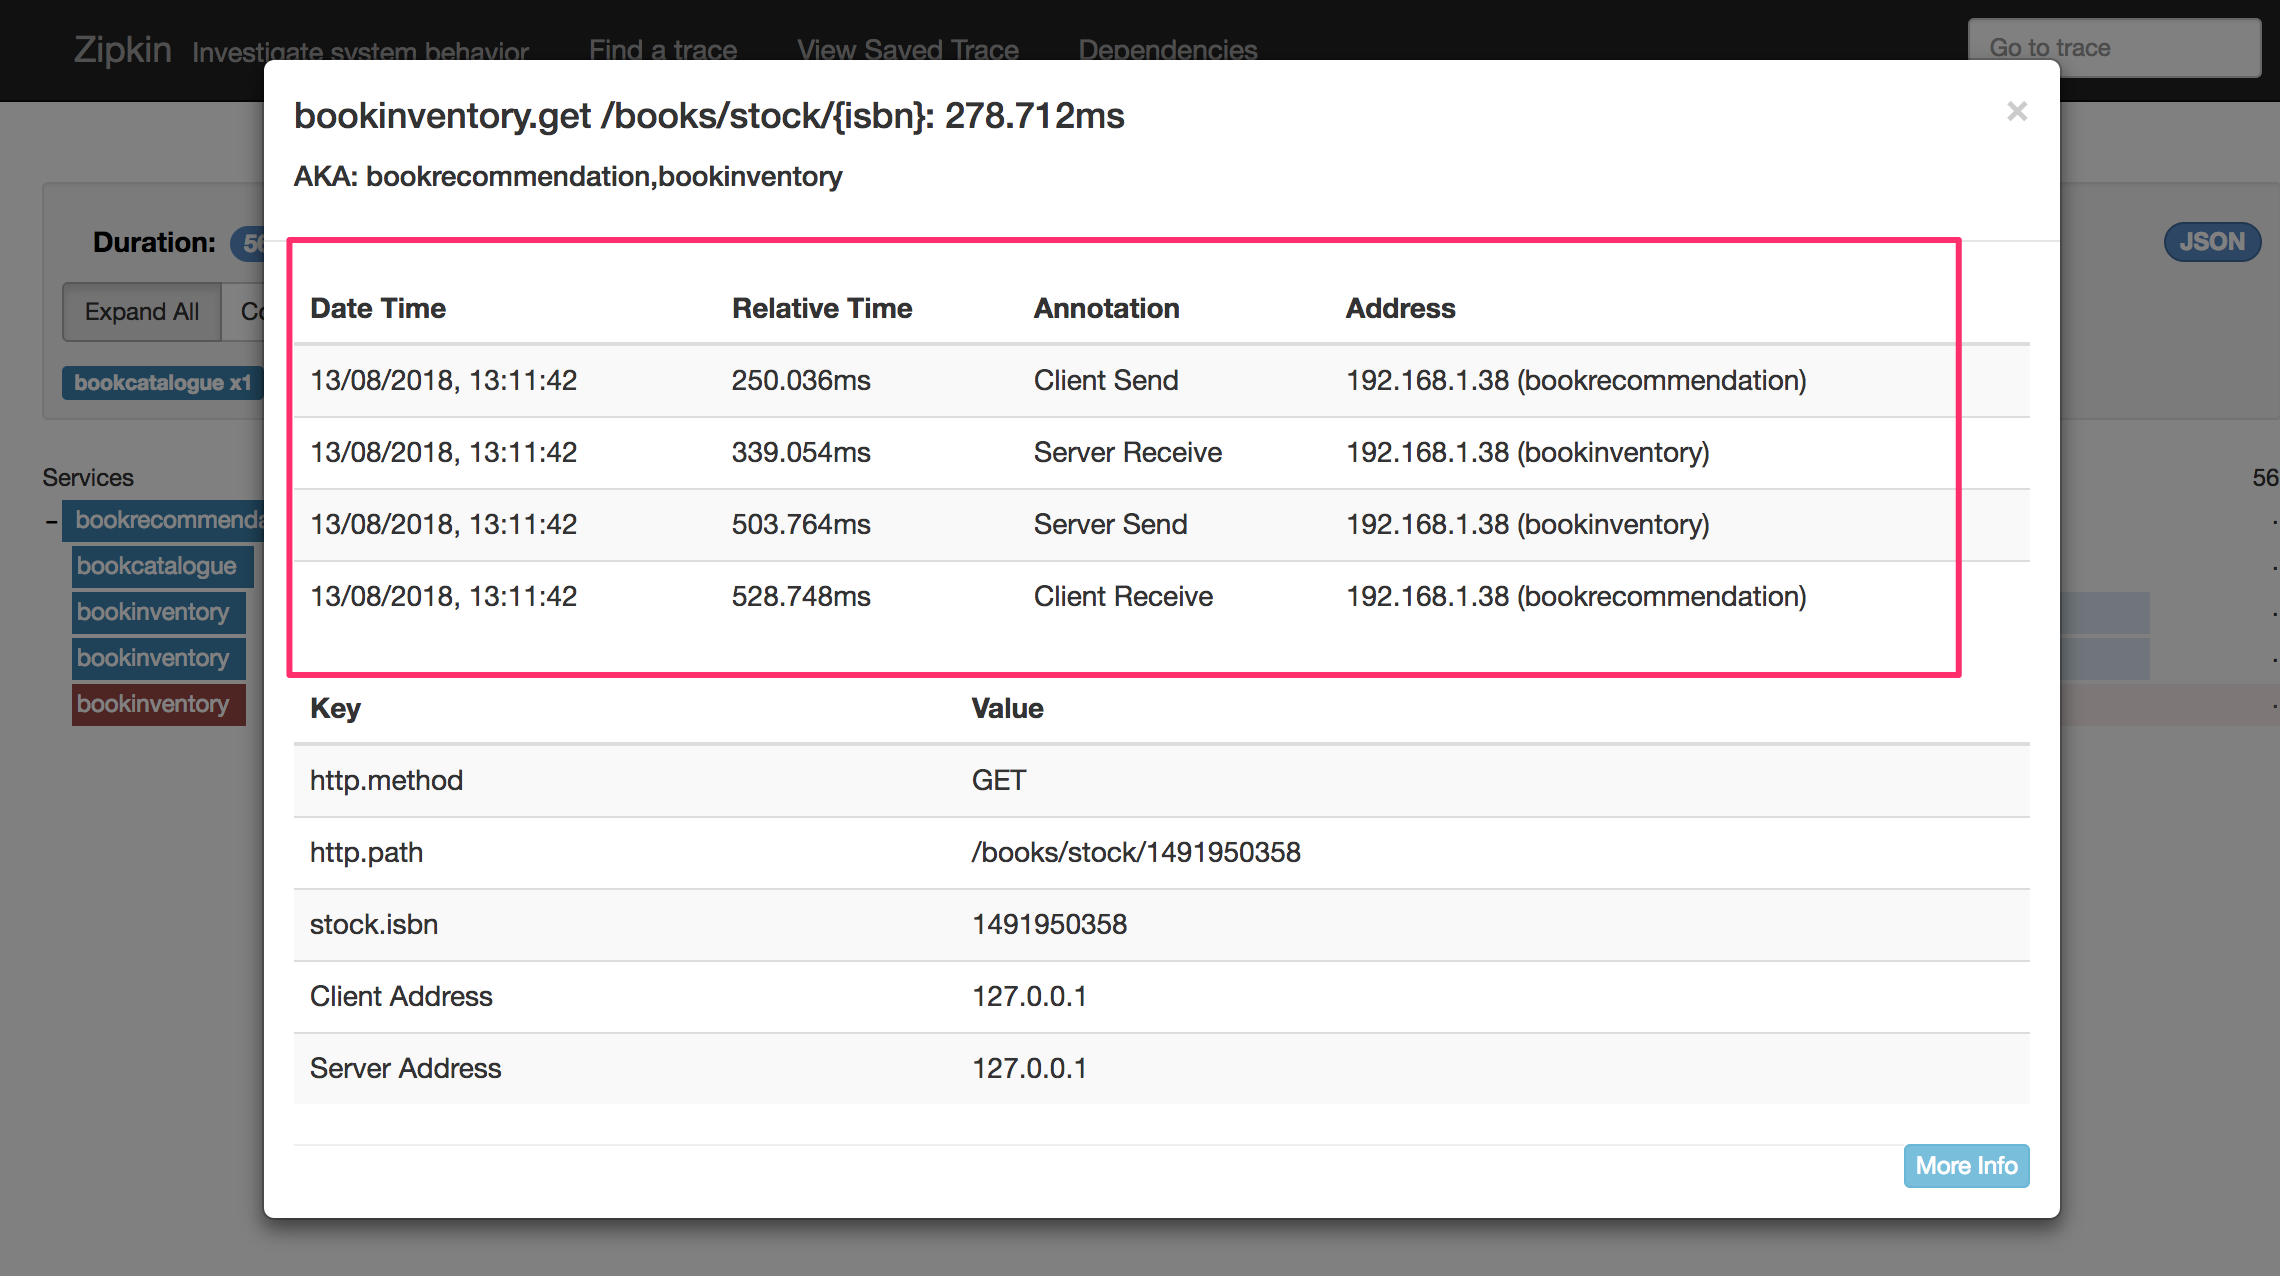 Zipkin Investigate system behavior Find a trace View Saved Trace Dependencies Go to trace
bookinventory.get /books/stock/{isbn}: 278.712ms ×
AKA: bookrecommendation,bookinventory
Duration: 56 JSON
Expand All Co
bookcatalogue x1
Date Time Relative Time Annotation Address
13/08/2018, 13:11:42 250.036ms Client Send 192.168.1.38 (bookrecommendation)
13/08/2018, 13:11:42 339.054ms Server Receive 192.168.1.38 (bookinventory)
13/08/2018, 13:11:42 503.764ms Server Send 192.168.1.38 (bookinventory)
13/08/2018, 13:11:42 528.748ms Client Receive 192.168.1.38 (bookrecommendation)
Services 56
- bookrecommenda
bookcatalogue
bookinventory
bookinventory
bookinventory
Key Value
http.method GET
http.path /books/stock/1491950358
stock.isbn 1491950358
Client Address 127.0.0.1
Server Address 127.0.0.1
More Info